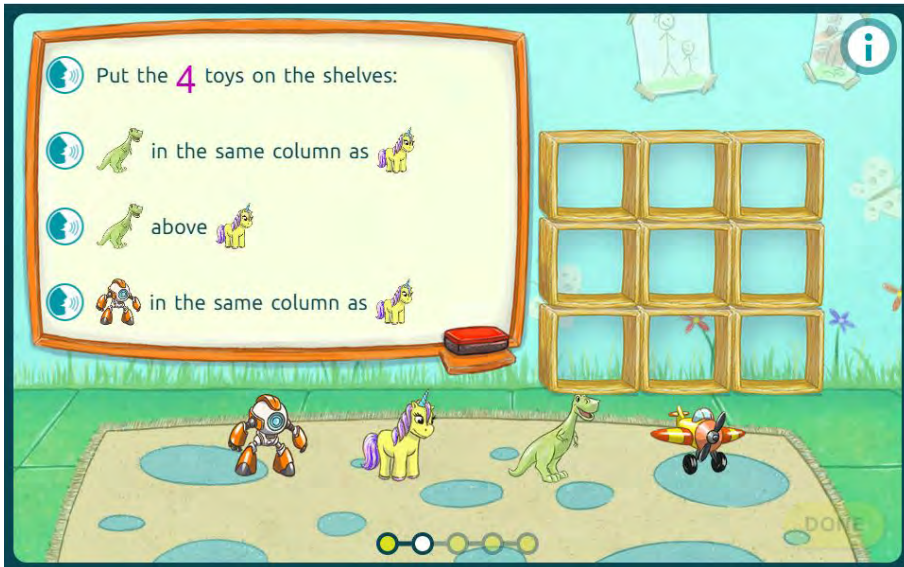 Put the 4 toys on the shelves:
in the same column as
above
in the same column as
DONE
i